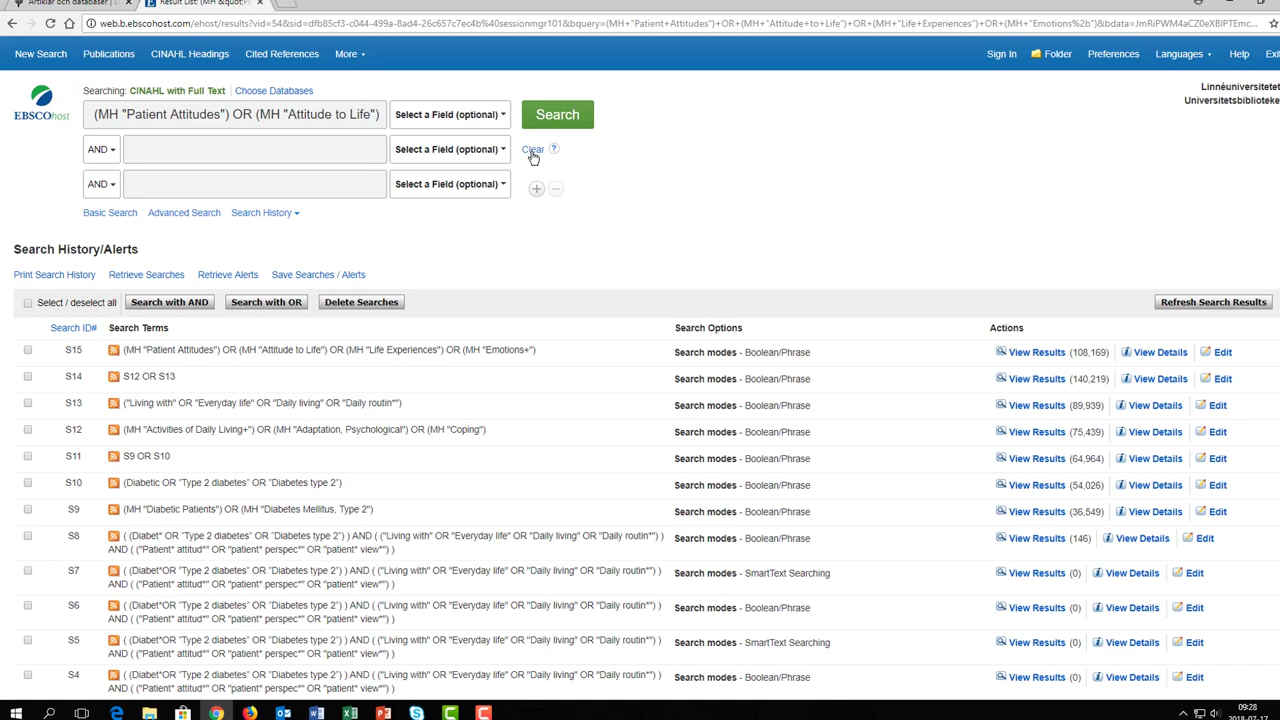 Artiklar och databaser | D
Result List: (MH &quot;P
web.b.ebscohost.com/ehost/results?vid=54&sid=dfb85cf3-c044-499a-8ad4-26c657c7ec4b%40sessionmgr101&bquery=(MH+"Patient+Attitudes")+OR+(MH+"Attitude+to+Life")+OR+(MH+"Life+Experiences")+OR+(MH+"Emotions%2b")&bdata=JmRiPWM4aCZ0eXBlPTEmc...
New Search Publications CINAHL Headings Cited References More Sign In Folder Preferences Languages Help Exi
Searching: CINAHL with Full Text Choose Databases
Linnéuniversitetet
Universitetsbiblioteke
EBSCOhost
(MH "Patient Attitudes") OR (MH "Attitude to Life") Select a Field (optional) Search
AND Select a Field (optional) Clear ?
AND Select a Field (optional)
Basic Search Advanced Search Search History
Search History/Alerts
Print Search History Retrieve Searches Retrieve Alerts Save Searches / Alerts
Select / deselect all Search with AND Search with OR Delete Searches Refresh Search Results
Search ID# Search Terms Search Options Actions
S15 (MH "Patient Attitudes") OR (MH "Attitude to Life") OR (MH "Life Experiences") OR (MH "Emotions+") Search modes - Boolean/Phrase View Results (108,169) View Details Edit
S14 S12 OR S13 Search modes - Boolean/Phrase View Results (140,219) View Details Edit
S13 ("Living with" OR "Everyday life" OR "Daily living" OR "Daily routin*") Search modes - Boolean/Phrase View Results (89,939) View Details Edit
S12 (MH "Activities of Daily Living+") OR (MH "Adaptation, Psychological") OR (MH "Coping") Search modes - Boolean/Phrase View Results (75,439) View Details Edit
S11 S9 OR S10 Search modes - Boolean/Phrase View Results (64,964) View Details Edit
S10 (Diabetic OR "Type 2 diabetes" OR "Diabetes type 2") Search modes - Boolean/Phrase View Results (54,026) View Details Edit
S9 (MH "Diabetic Patients") OR (MH "Diabetes Mellitus, Type 2") Search modes - Boolean/Phrase View Results (36,549) View Details Edit
S8 ( (Diabet* OR "Type 2 diabetes" OR "Diabetes type 2") ) AND ( ("Living with" OR "Everyday life" OR "Daily living" OR "Daily routin*") ) Search modes - Boolean/Phrase View Results (146) View Details Edit
AND ( ("Patient* attitud*" OR "patient* perspec*" OR "patient* view*") )
S7 ( (Diabet*OR "Type 2 diabetes" OR "Diabetes type 2") ) AND ( ("Living with" OR "Everyday life" OR "Daily living" OR "Daily routin*") ) Search modes - SmartText Searching View Results (0) View Details Edit
AND ( ("Patient* attitud*" OR "patient* perspec*" OR "patient* view*") )
S6 ( (Diabet*OR "Type 2 diabetes" OR "Diabetes type 2") ) AND ( ("Living with" OR "Everyday life" OR "Daily living" OR "Daily routin*") ) Search modes - Boolean/Phrase View Results (0) View Details Edit
AND ( ("Patient* attitud*" OR "patient* perspec*" OR "patient* view*") )
S5 ( (Diabet*OR "Type 2 diabetes" OR "Diabetes type 2") ) AND ( ("Living with" OR "Everyday life" OR "Daily living" OR "Daily routin*") ) Search modes - SmartText Searching View Results (0) View Details Edit
AND ( ("Patient* attitud*" OR "patient* perspec*" OR "patient* view*") )
S4 ( (Diabet*OR "Type 2 diabetes" OR "Diabetes type 2") ) AND ( ("Living with" OR "Everyday life" OR "Daily living" OR "Daily routin*") ) Search modes - Boolean/Phrase View Results (0) View Details Edit
AND ( ("Patient* attitud*" OR "patient* perspec*" OR "patient* view*") )
09:28
2018-07-17